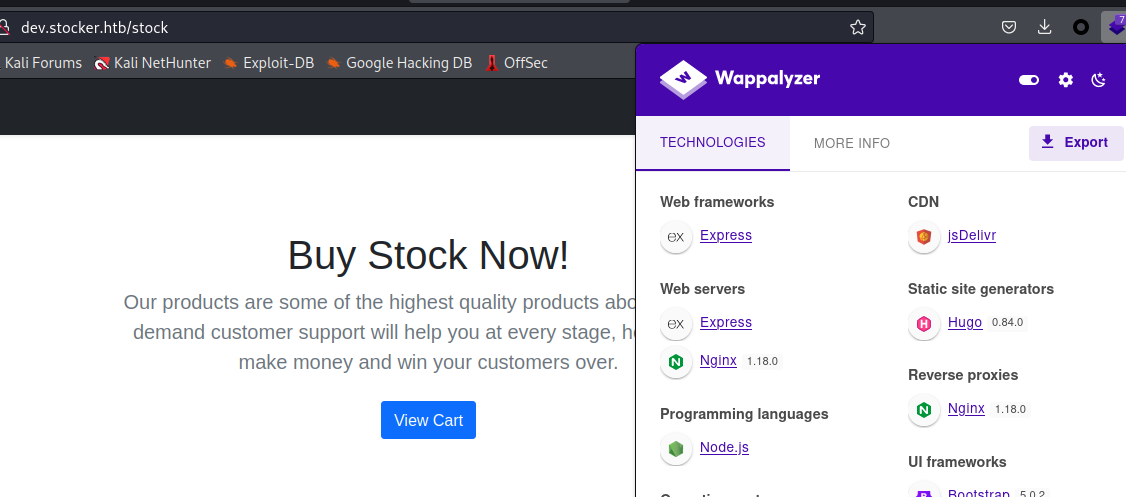 7
dev.stocker.htb/stock
Kali Forums Kali NetHunter Exploit-DB Google Hacking DB OffSec
Wappalyzer
TECHNOLOGIES MORE INFO Export
Buy Stock Now!
Our products are some of the highest quality products
demand customer support will help you at every stage,
make money and win your customers over.
View Cart
Web frameworks
ex Express
Web servers
ex Express
Nginx 1.18.0
Programming languages
Node.js
CDN
jsDelivr
Static site generators
Hugo 0.84.0
Reverse proxies
Nginx 1.18.0
UI frameworks
Bootstrap 5.0.2